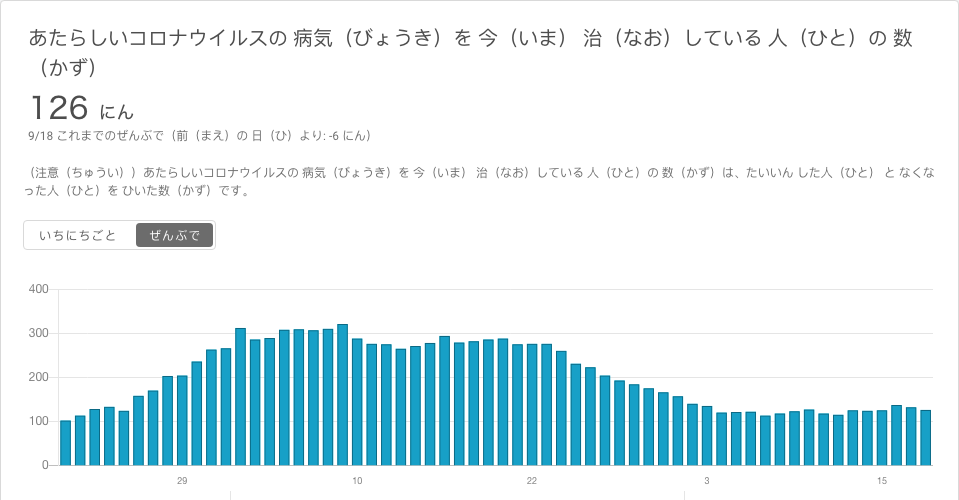 あたらしいコロナウイルスの 病気（びょうき）を 今（いま） 治（なお）している 人（ひと）の 数
（かず）
126 にん
9/18 これまでのぜんぶで（前（まえ）の 日（ひ）より: -6 にん）
（注意（ちゅうい））あたらしいコロナウイルスの 病気（びょうき）を 今（いま） 治（なお）している 人（ひと）の 数（かず）は、たいいん した人（ひと） と なくな
った人（ひと）を ひいた数（かず）です。
いちにちごと ぜんぶで
400
300
200
100
0
29 10 22 3 15